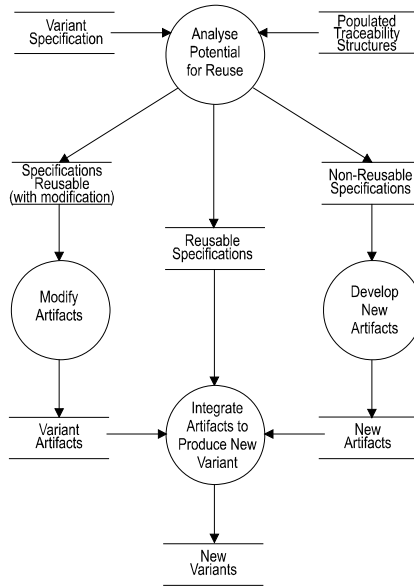 Variant
Specification
Analyse
Potential
for Reuse
Populated
Traceability
Structures
Specifications
Reusable
(with modification)
Non-Reusable
Specifications
Reusable
Specifications
Modify
Artifacts
Develop
New
Artifacts
Variant
Artifacts
Integrate
Artifacts to
Produce New
Variant
New
Artifacts
New
Variants